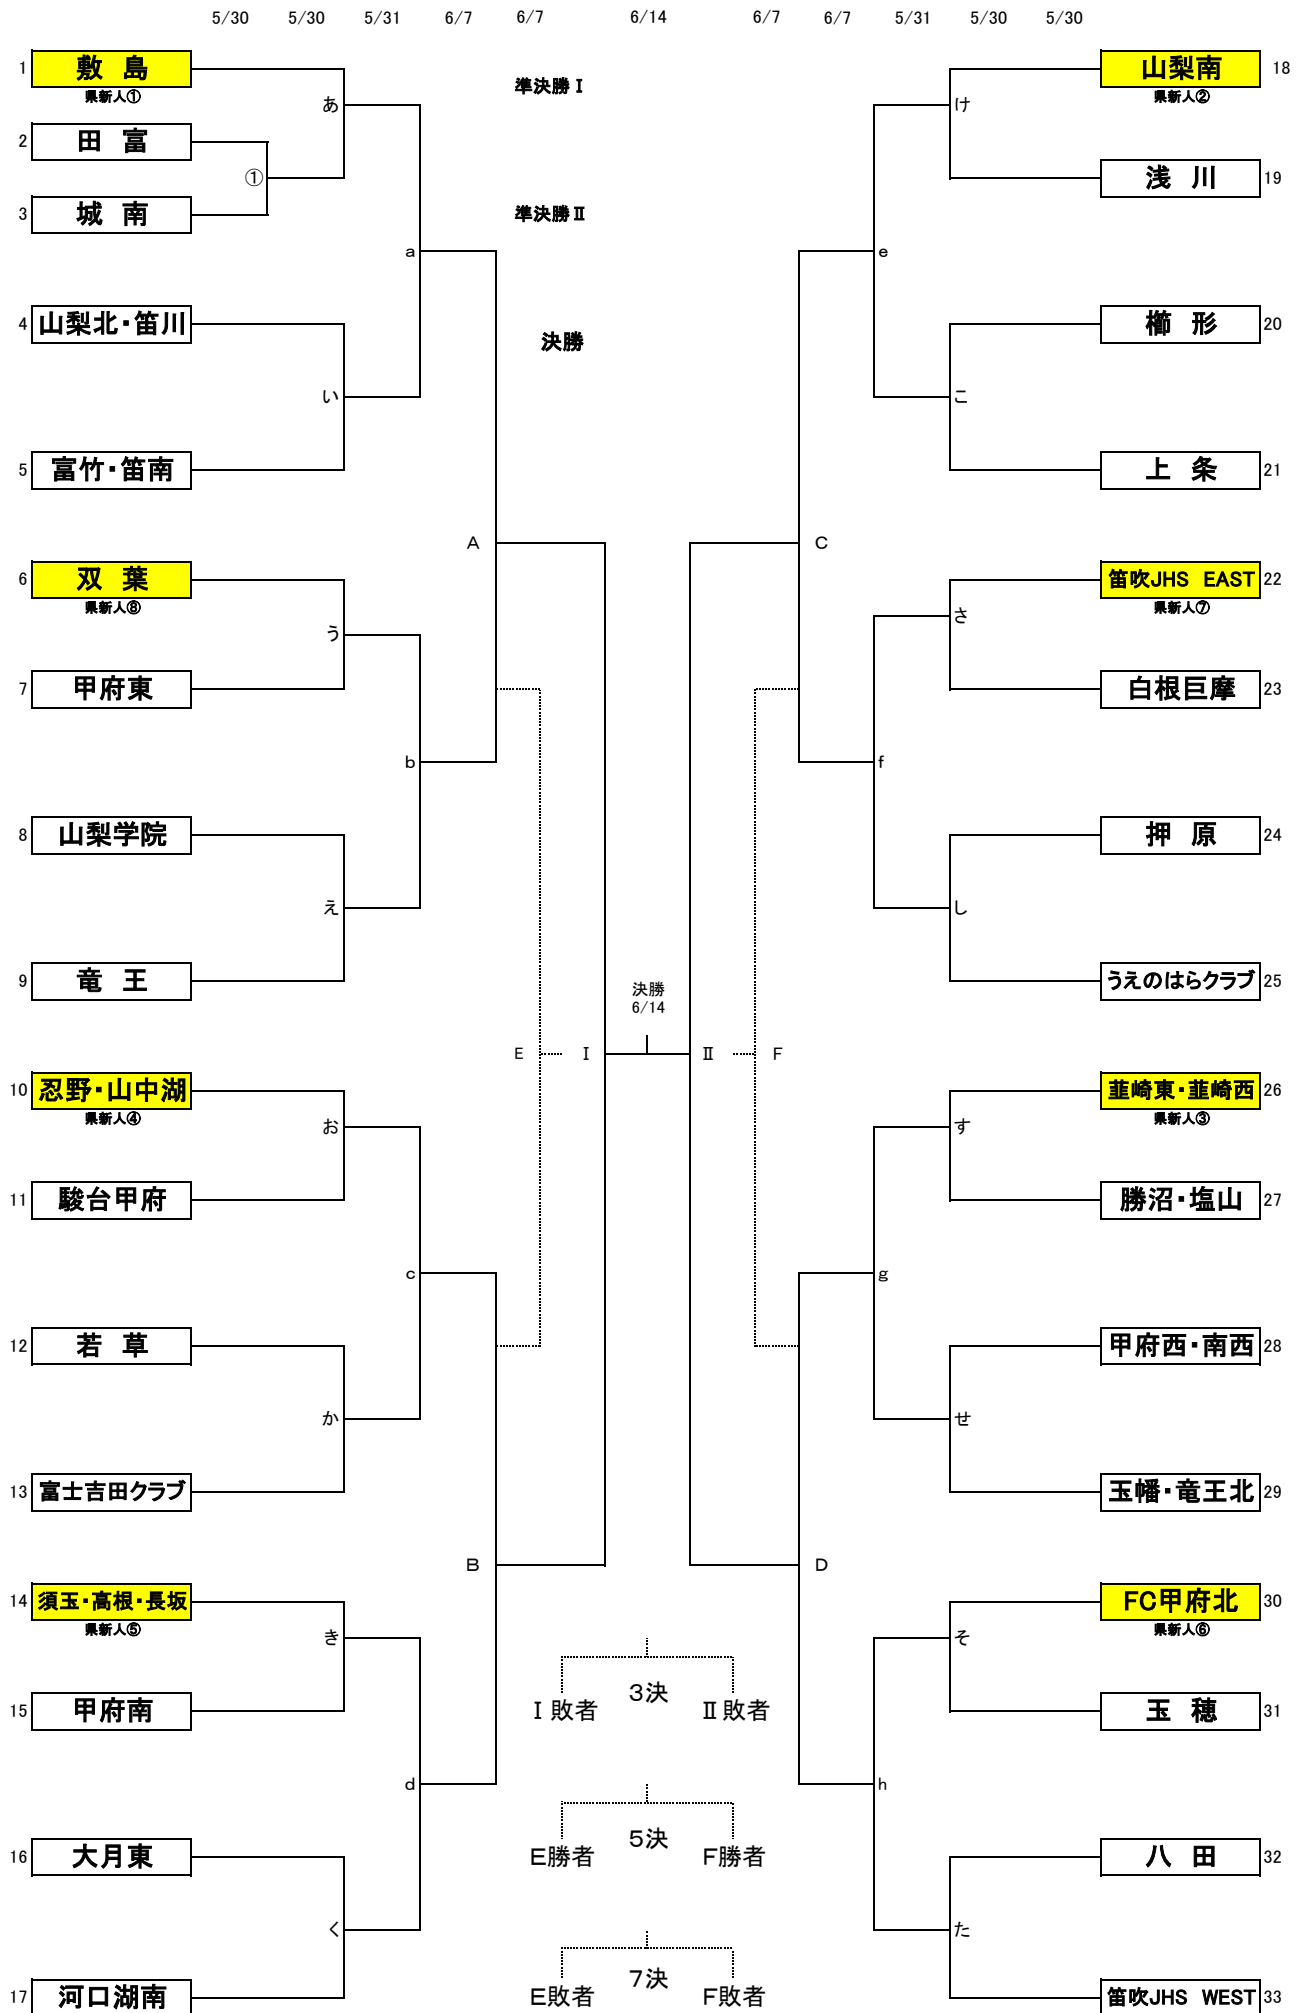 5/30 5/30 5/31 6/7 6/7 6/14 6/7 6/7 5/31 5/30 5/30
1 敷 島
県新人①
あ
2 田 富
①
3 城 南
a
4 山梨北・笛川
い
5 富竹・笛南
A
6 双 葉
県新人⑧
う
7 甲府東
b
8 山梨学院
え
9 竜 王
10 忍野・山中湖
県新人④
お
11 駿台甲府
c
12 若 草
か
13 富士吉田クラブ
B
14 須玉・高根・長坂
県新人⑤
き
15 甲府南
d
16 大月東
く
17 河口湖南
準決勝Ⅰ
準決勝Ⅱ
決勝
決勝
6/14
E Ⅰ Ⅱ F
3決
Ⅰ敗者 Ⅱ敗者
5決
E勝者 F勝者
7決
E敗者 F敗者
山梨南 18
県新人②
け
浅 川 19
e
櫛 形 20
こ
上 条 21
C
笛吹JHS EAST 22
県新人⑦
さ
白根巨摩 23
f
押 原 24
し
うえのはらクラブ 25
韮崎東・韮崎西 26
県新人③
す
勝沼・塩山 27
g
甲府西・南西 28
せ
玉幡・竜王北 29
D
FC甲府北 30
県新人⑥
そ
玉 穂 31
h
八 田 32
た
笛吹JHS WEST 33